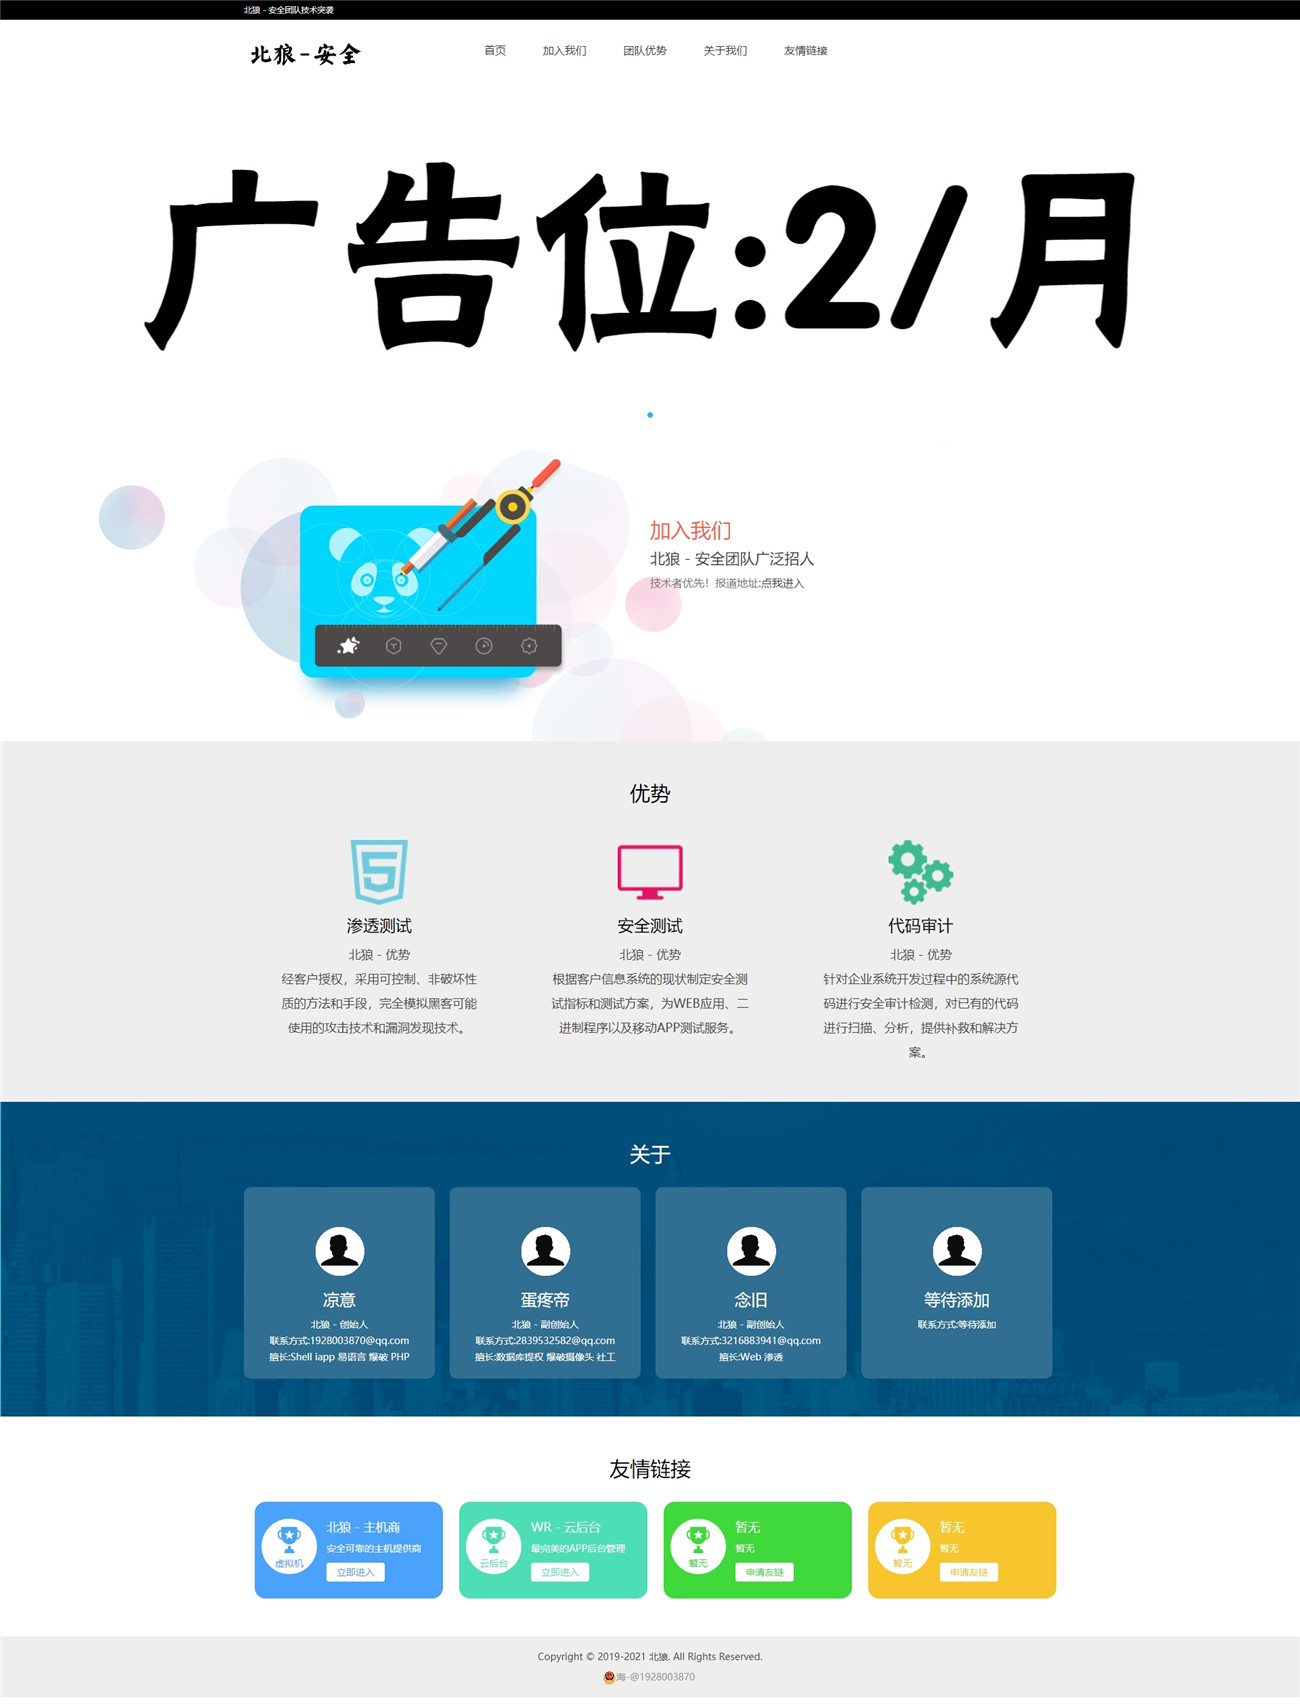 北狼 - 安全团队技术突袭
北狼-安全
首页 加入我们 团队优势 关于我们 友情链接
广告位:2/月
加入我们
北狼 - 安全团队广泛招人
技术者优先！报道地址:点我进入
优势
渗透测试
北狼 - 优势
经客户授权，采用可控制、非破坏性
质的方法和手段，完全模拟黑客可能
使用的攻击技术和漏洞发现技术。
安全测试
北狼 - 优势
根据客户信息系统的现状制定安全测
试指标和测试方案，为WEB应用、二
进制程序以及移动APP测试服务。
代码审计
北狼 - 优势
针对企业系统开发过程中的系统源代
码进行安全审计检测，对已有的代码
进行扫描、分析，提供补救和解决方
案。
关于
凉意
北狼 - 创始人
联系方式:1928003870@qq.com
擅长:Shell iapp 易语言 爆破 PHP
蛋疼帝
北狼 - 副创始人
联系方式:2839532582@qq.com
擅长:数据库提权 爆破摄像头 社工
念旧
北狼 - 副创始人
联系方式:3216883941@qq.com
擅长:Web 渗透
等待添加
联系方式:等待添加
友情链接
虚拟机
北狼 - 主机商
安全可靠的主机提供商
立即进入
云后台
WR - 云后台
最完美的APP后台管理
立即进入
暂无
暂无
暂无
申请友链
暂无
暂无
暂无
申请友链
Copyright © 2019-2021 北狼. All Rights Reserved.
海-@1928003870